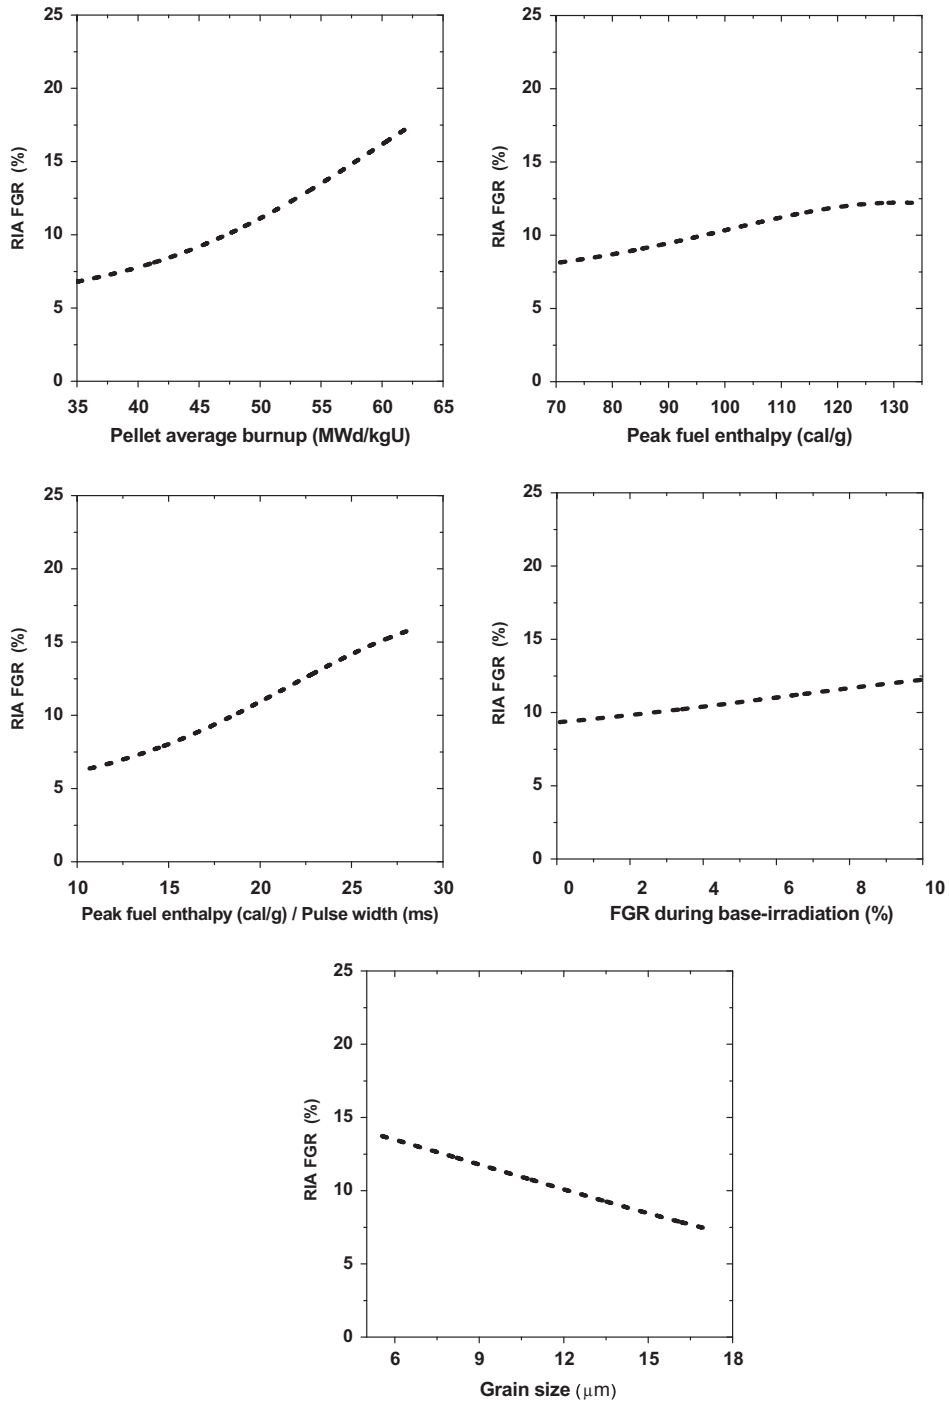 25
20
15
10
5
0
RIA FGR (%)
35 40 45 50 55 60 65
Pellet average burnup (MWd/kgU)
25
20
15
10
5
0
RIA FGR (%)
70 80 90 100 110 120 130
Peak fuel enthalpy (cal/g)
25
20
15
10
5
0
RIA FGR (%)
10 15 20 25 30
Peak fuel enthalpy (cal/g) / Pulse width (ms)
25
20
15
10
5
0
RIA FGR (%)
0 2 4 6 8 10
FGR during base-irradiation (%)
25
20
15
10
5
0
RIA FGR (%)
6 9 12 15 18
Grain size (μm)